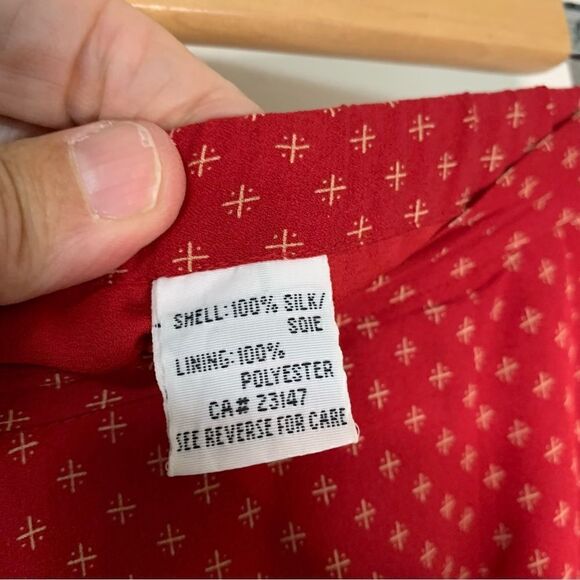 SHELL:100% SILK/
SOIE
LINING:100%
POLYESTER
CA# 23147
SEE REVERSE FOR CARE